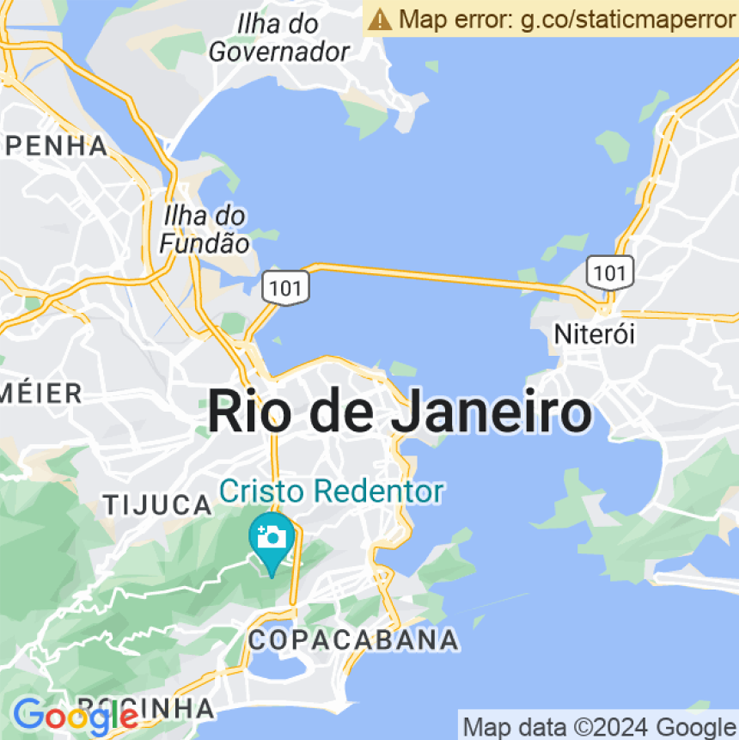 Map error: g.co/staticmaperror
Ilha do
Governador
PENHA
Ilha do
Fundão
101
101
Niterói
MÉIER
Rio de Janeiro
Cristo Redentor
TIJUCA
COPACABANA
ROCINHA
Google
Map data ©2024 Google